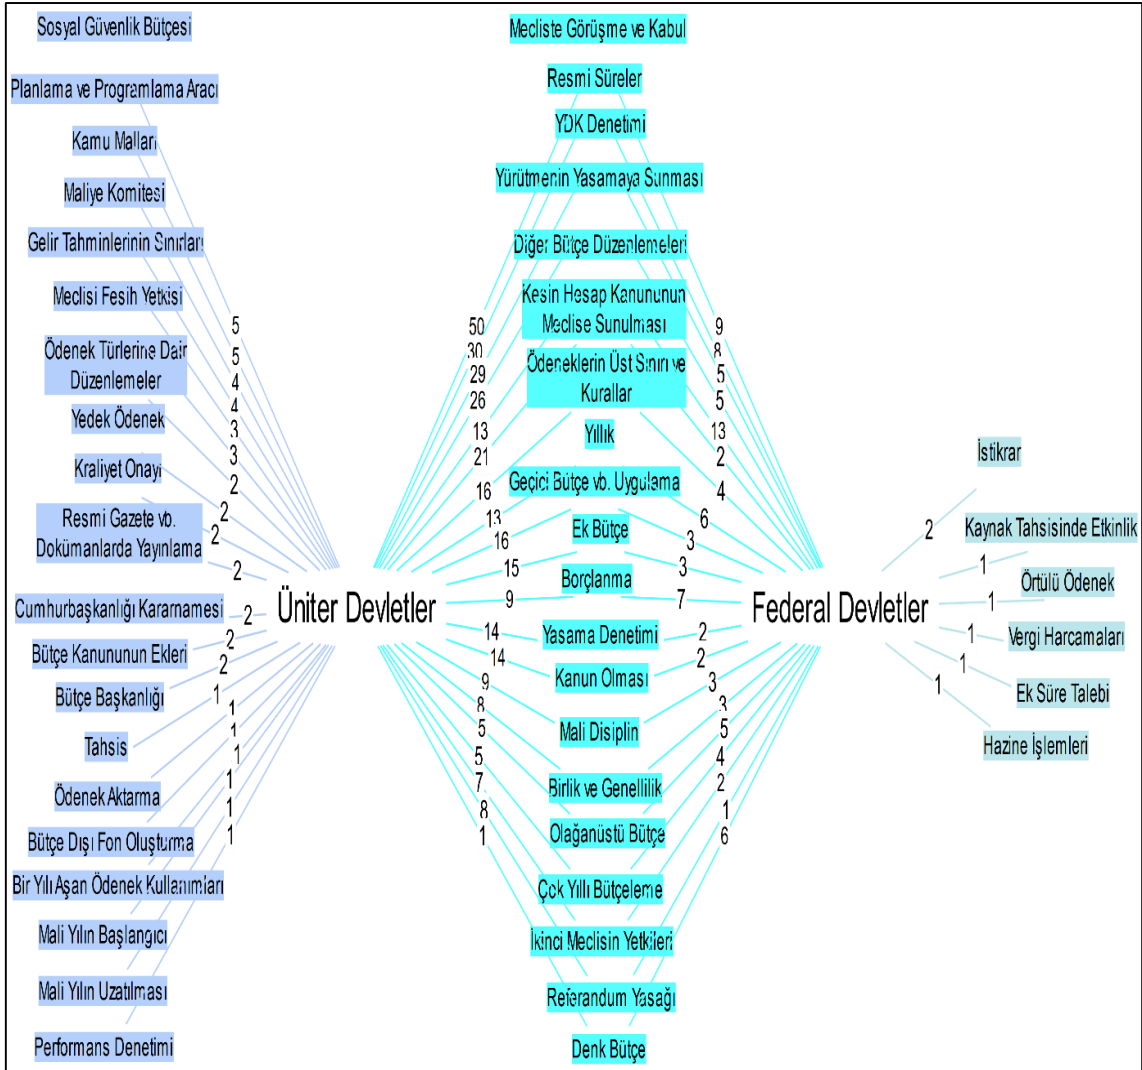 Sosyal Güvenlik Bütçesi
Planlama ve Programlama Aracı
Kamu Malları
Maliye Komitesi
Gelir Tahminlerinin Sınırları
Meclisi Fesih Yetkisi
Ödenek Türlerine Dair
Düzenlemeler
Yedek Ödenek
Kraliyet Onayı
Resmi Gazete vb.
Dokümanlarda Yayınlama
Cumhurbaşkanlığı Kararnamesi
Bütçe Kanununun Ekleri
Bütçe Başkanlığı
Tahsis
Ödenek Aktarma
Bütçe Dışı Fon Oluşturma
Bir Yılı Aşan Ödenek Kullanımları
Mali Yılın Başlangıcı
Mali Yılın Uzatılması
Performans Denetimi
5
5
4
4
3
3
2
2
2
2
2
2
2
1
1
1
1
1
1
1
Üniter Devletler
50
30
29
26
13
21
16
13
16
15
9
14
14
9
8
5
5
7
8
1
Mecliste Görüşme ve Kabul
Resmi Süreler
YDK Denetimi
Yürütmenin Yasamaya Sunması
Diğer Bütçe Düzenlemeleri
Kesin Hesap Kanununun
Meclise Sunulması
Ödeneklerin Üst Sınırı ve
Kurallar
Yıllık
Geçici Bütçe vb. Uygulama
Ek Bütçe
Borçlanma
Yasama Denetimi
Kanun Olması
Mali Disiplin
Birlik ve Genellilik
Olağanüstü Bütçe
Çok Yıllı Bütçeleme
İkinci Meclisin Yetkileri
Referandum Yasağı
Denk Bütçe
9
8
5
5
13
2
4
6
3
3
7
2
2
3
3
5
4
2
1
6
Federal Devletler
2
1
1
1
1
1
İstikrar
Kaynak Tahsisinde Etkinlik
Örtülü Ödenek
Vergi Harcamaları
Ek Süre Talebi
Hazine İşlemleri